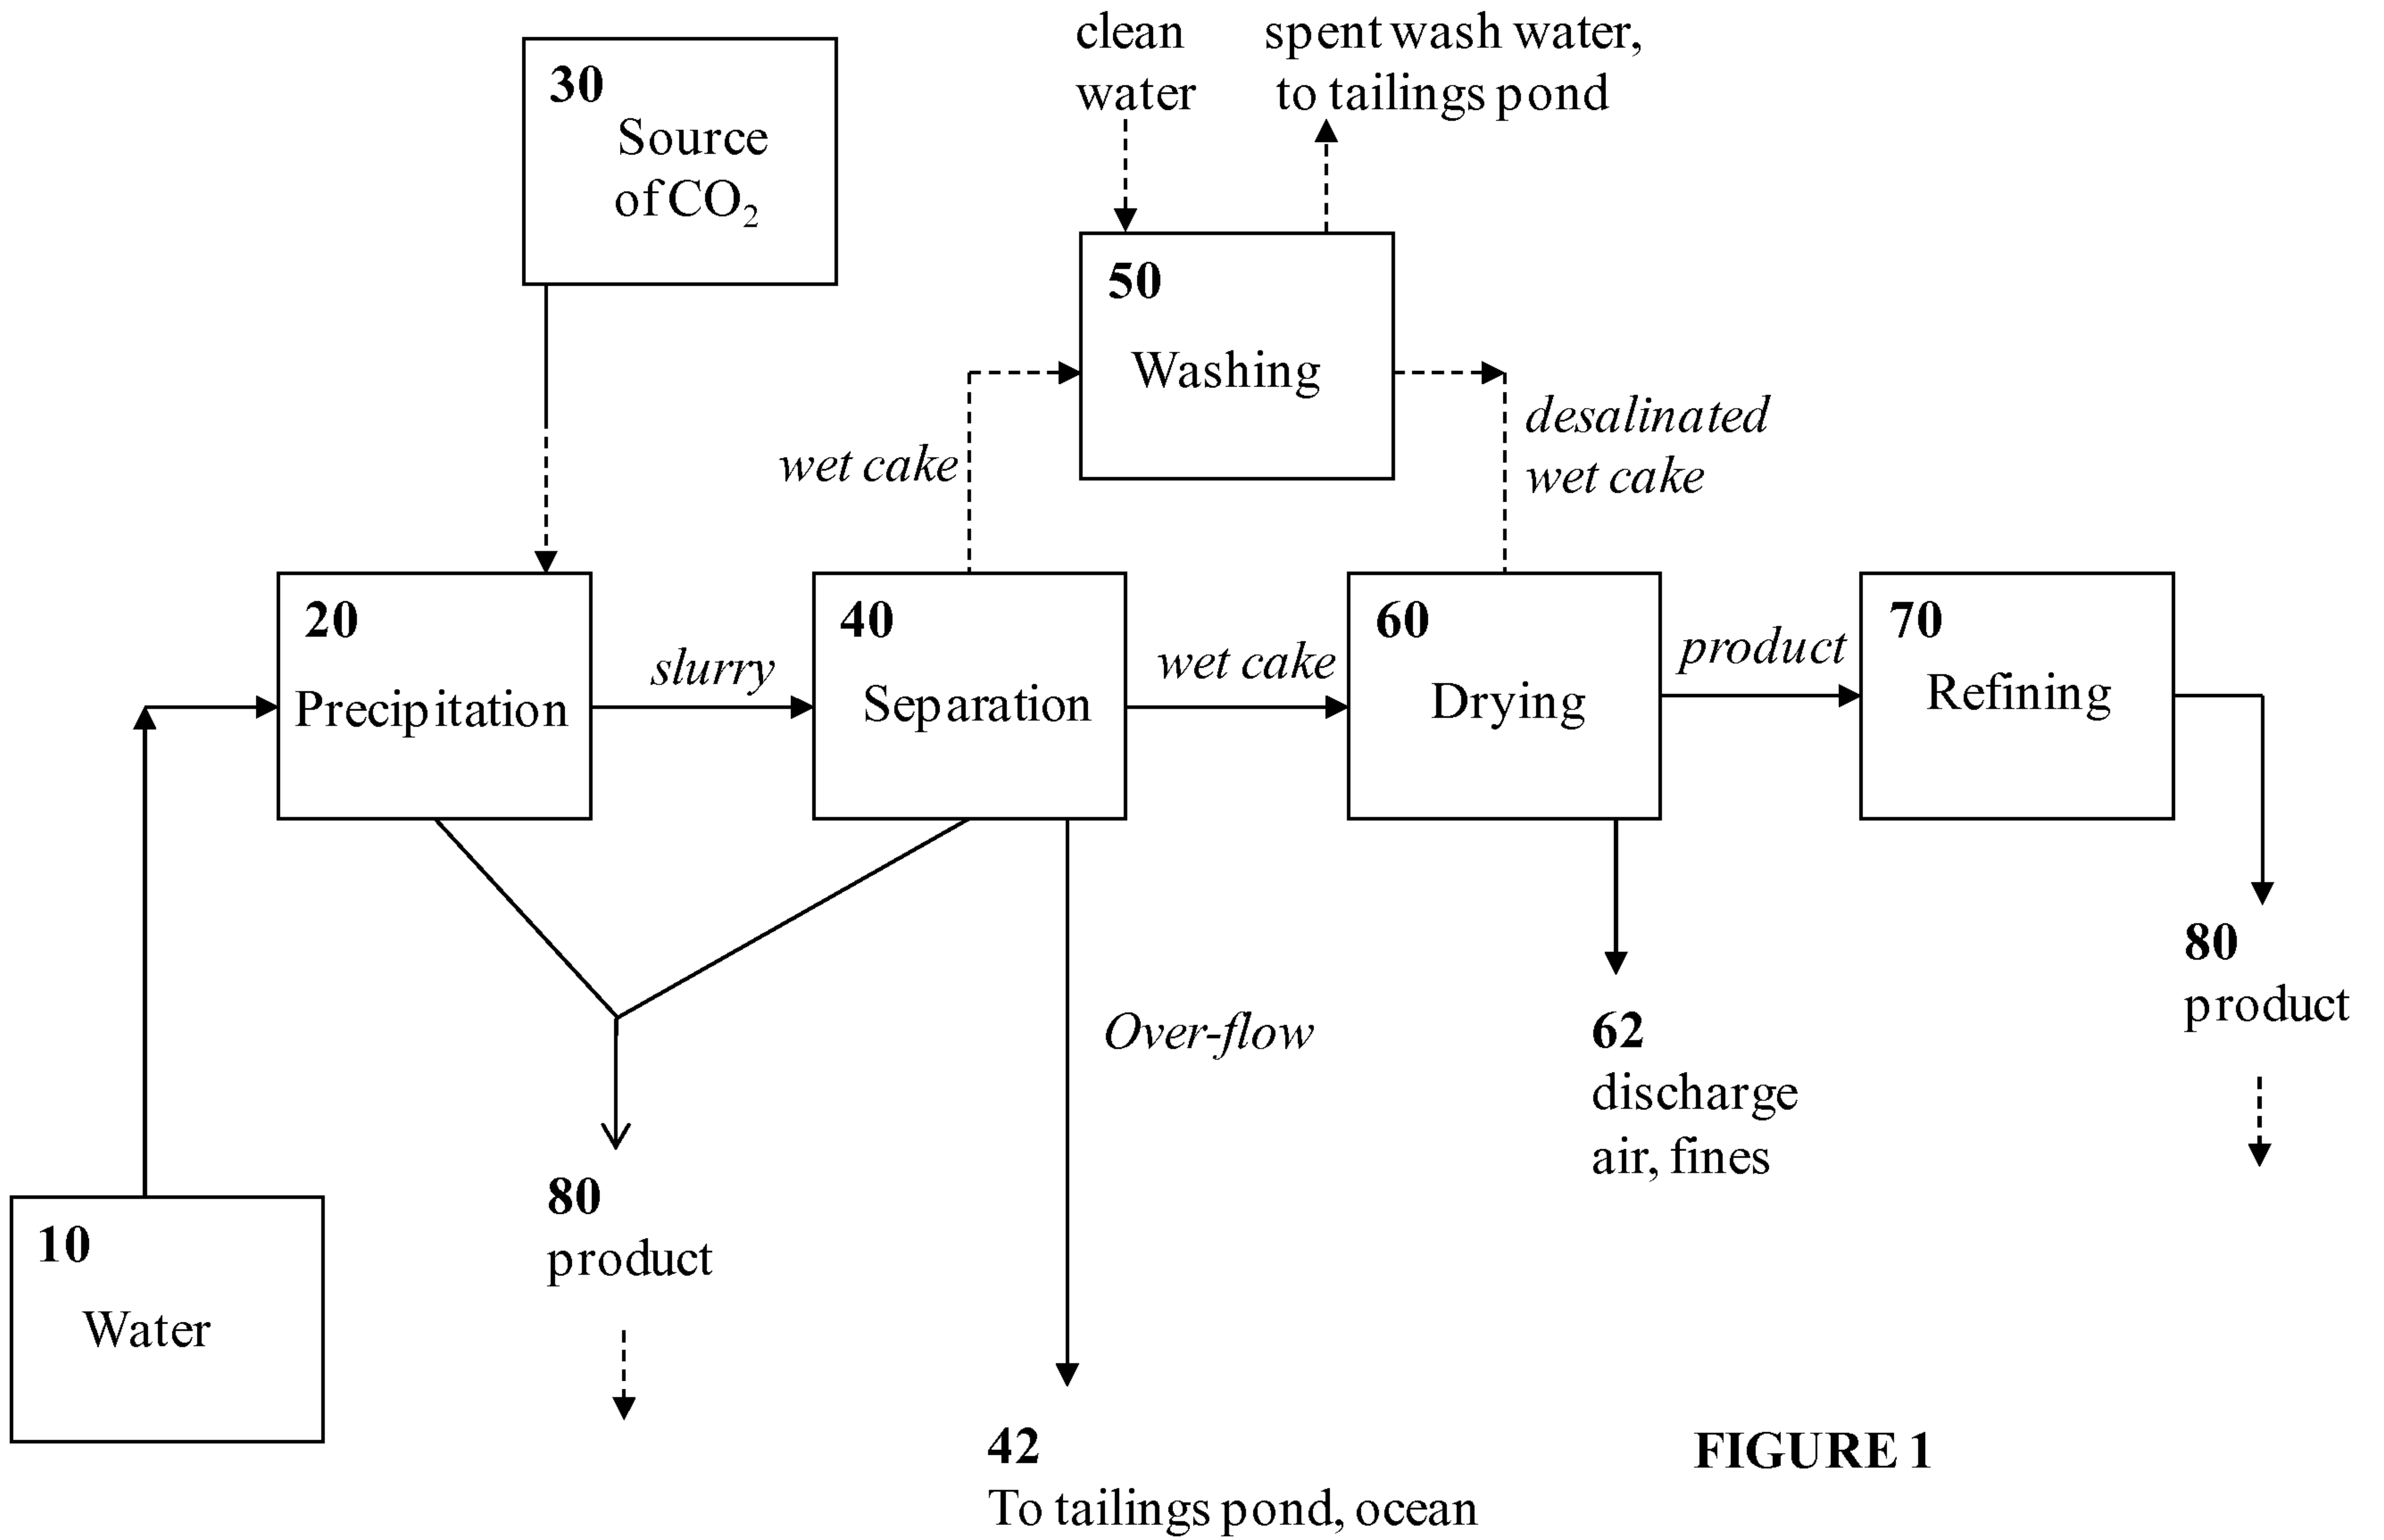 clean
water
spent wash water,
to tailings pond
30
Source
of CO₂
50
Washing
wet cake
desalinated
wet cake
20
Precipitation
slurry
40
Separation
wet cake
60
Drying
product
70
Refining
80
product
Over-flow
62
discharge
air, fines
80
product
10
Water
42
To tailings pond, ocean
FIGURE 1